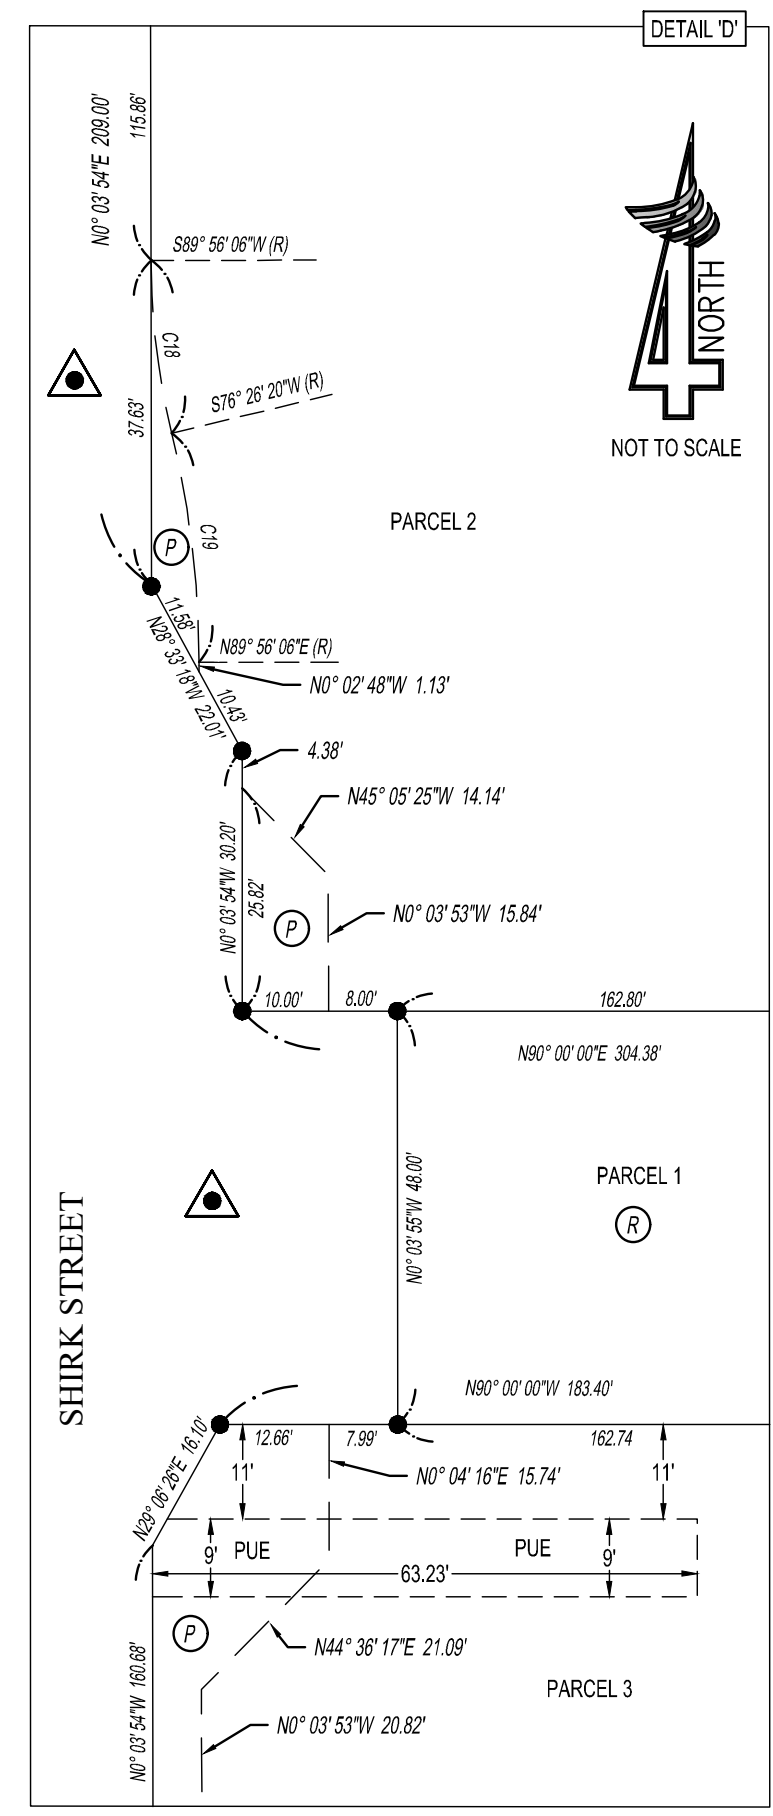 DETAIL 'D'
115.86'
N0° 03' 54"E 209.00'
S89° 56' 06"W (R)
C18
NORTH
4
S76° 26' 20"W (R)
37.63'
NOT TO SCALE
PARCEL 2
C19
P
11.58'
N28° 33' 18"W 22.01'
N89° 56' 06"E (R)
N0° 02' 48"W 1.13'
10.43'
4.38'
N45° 05' 25"W 14.14'
N0° 03' 54"W 30.20'
25.82'
P
N0° 03' 53"W 15.84'
10.00'
8.00'
162.80'
N90° 00' 00"E 304.38'
PARCEL 1
R
N0° 03' 55"W 48.00'
SHIRK STREET
N90° 00' 00"W 183.40'
12.66'
7.99'
162.74
N29° 06' 26"E 16.10'
11'
N0° 04' 16"E 15.74'
11'
9'
PUE
PUE
9'
63.23'
P
N44° 36' 17"E 21.09'
N0° 03' 54"W 160.68'
PARCEL 3
N0° 03' 53"W 20.82'